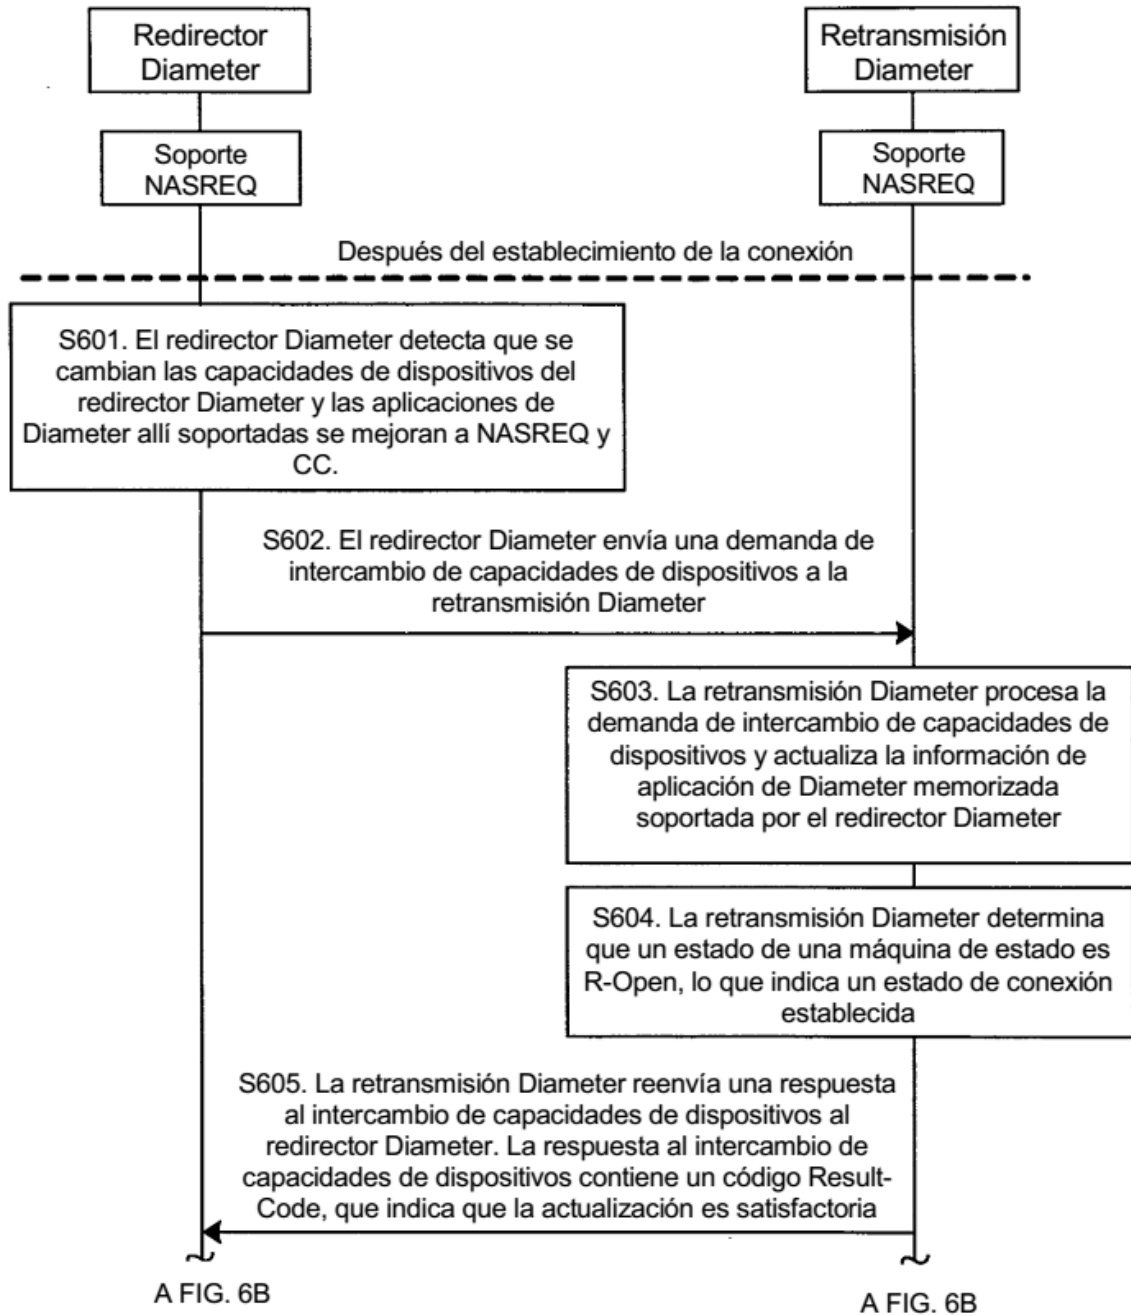 Redirector
Diameter
Retransmisión
Diameter
Soporte
NASREQ
Soporte
NASREQ
Después del establecimiento de la conexión
S601. El redirector Diameter detecta que se
cambian las capacidades de dispositivos del
redirector Diameter y las aplicaciones de
Diameter allí soportadas se mejoran a NASREQ y
CC.
S602. El redirector Diameter envía una demanda de
intercambio de capacidades de dispositivos a la
retransmisión Diameter
S603. La retransmisión Diameter procesa la
demanda de intercambio de capacidades de
dispositivos y actualiza la información de
aplicación de Diameter memorizada
soportada por el redirector Diameter
S604. La retransmisión Diameter determina
que un estado de una máquina de estado es
R-Open, lo que indica un estado de conexión
establecida
S605. La retransmisión Diameter reenvía una respuesta
al intercambio de capacidades de dispositivos al
redirector Diameter. La respuesta al intercambio de
capacidades de dispositivos contiene un código Result-
Code, que indica que la actualización es satisfactoria
A FIG. 6B
A FIG. 6B